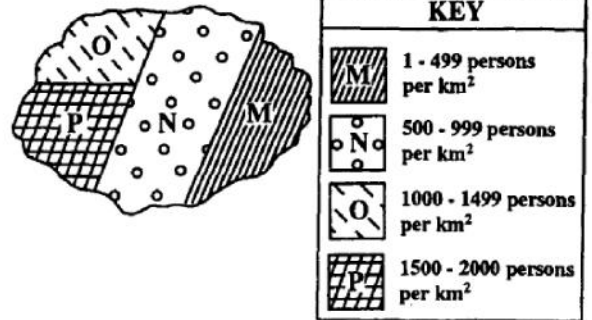 O
P
N
M
KEY
M
1 - 499 persons
per km²
N
500 - 999 persons
per km²
O
1000 - 1499 persons
per km²
P
1500 - 2000 persons
per km²